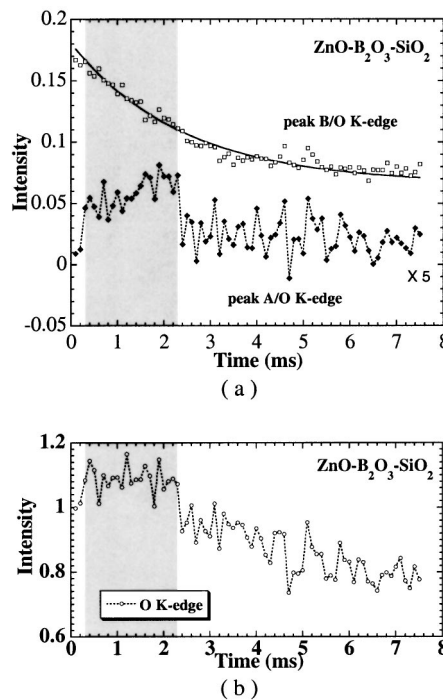 ZnO-B₂O₃-SiO₂
0.2
0.15
0.1
0.05
0
-0.05
Intensity
peak B/O K-edge
peak A/O K-edge
X 5
0 1 2 3 4 5 6 7 8
Time (ms)
( a )
ZnO-B₂O₃-SiO₂
1.2
1
0.8
0.6
Intensity
O K-edge
0 1 2 3 4 5 6 7 8
Time (ms)
( b )